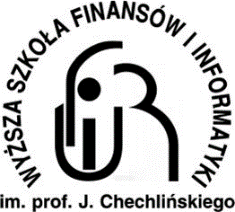 WYŻSZA SZKOŁA FINANSÓW I INFORMATYKI
im. prof. J. Chechlińskiego